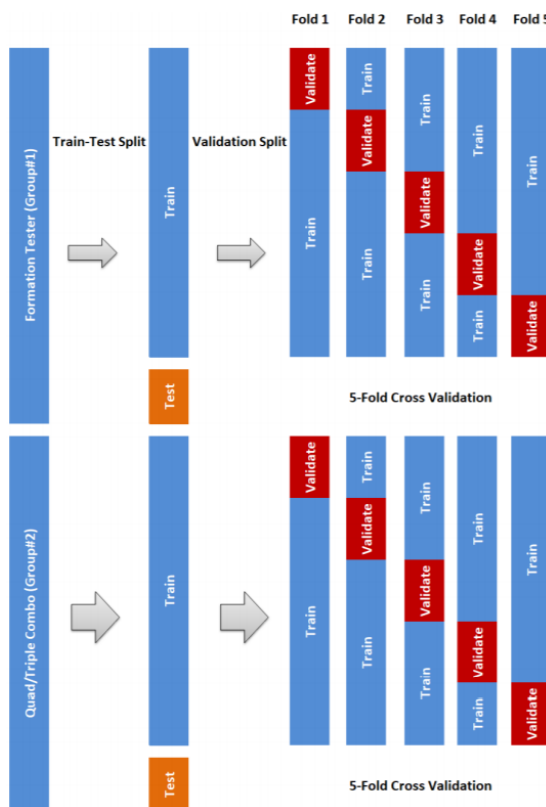 Fold 1 Fold 2 Fold 3 Fold 4 Fold 5
Formation Tester (Group#1)
Train-Test Split
Train
Test
Validation Split
Validate
Train
Train
Validate
Train
Train
Validate
Train
Train
Validate
Train
Train
Validate
5-Fold Cross Validation
Quad/Triple Combo (Group#2)
Train
Test
Validate
Train
Train
Validate
Train
Train
Validate
Train
Train
Validate
Train
Train
Validate
5-Fold Cross Validation